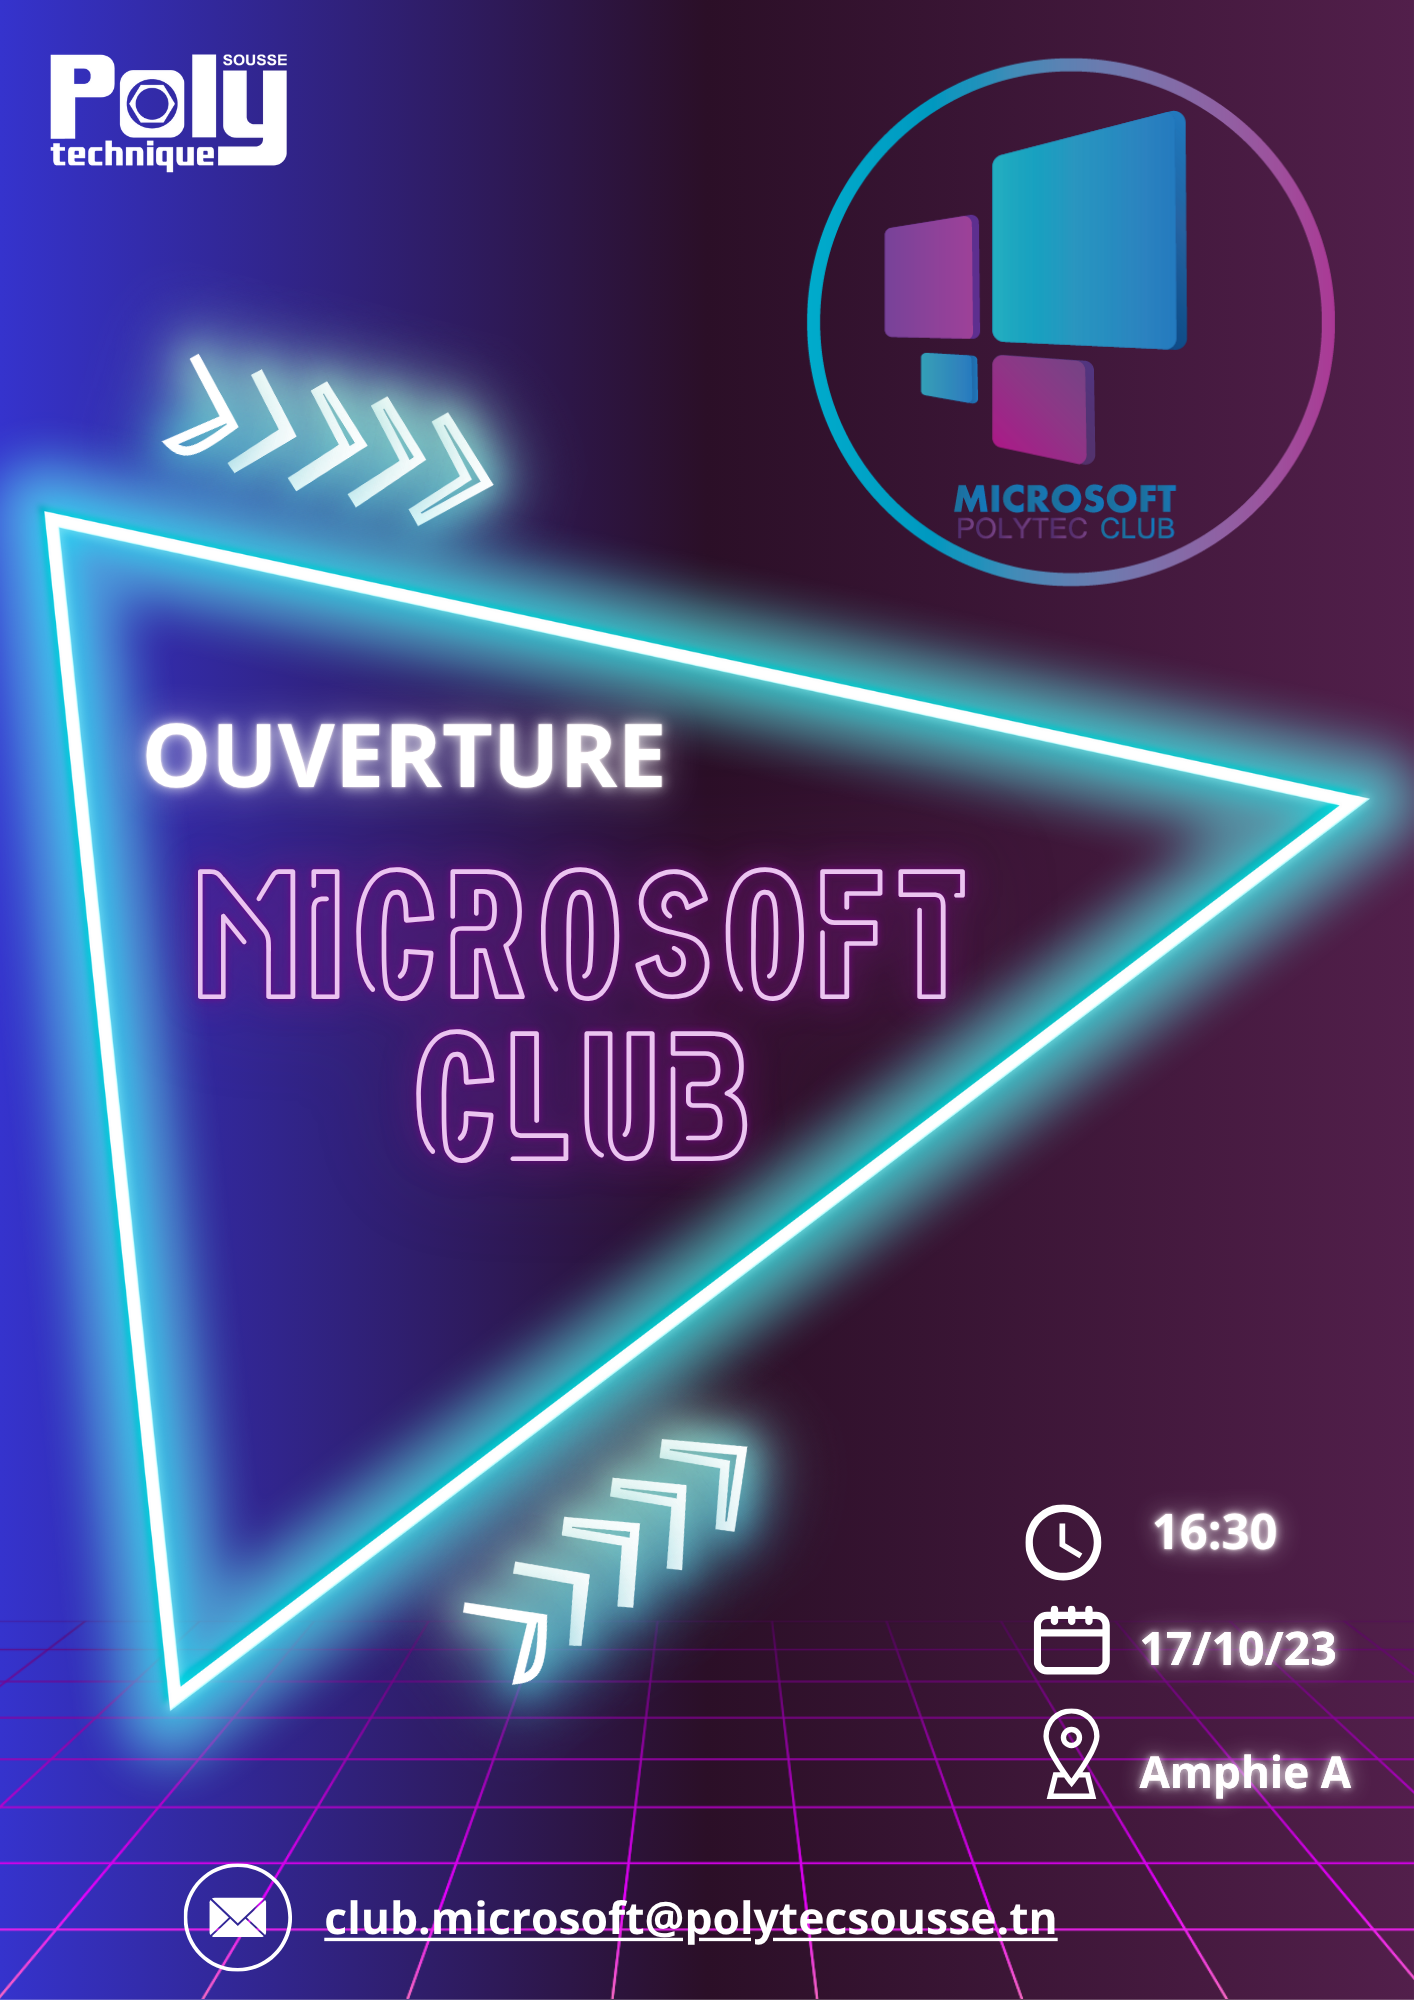 Poly
SOUSSE
technique
MICROSOFT
POLYTEC CLUB
OUVERTURE
MICROSOFT
CLUB
16:30
17/10/23
Amphie A
club.microsoft@polytecsousse.tn